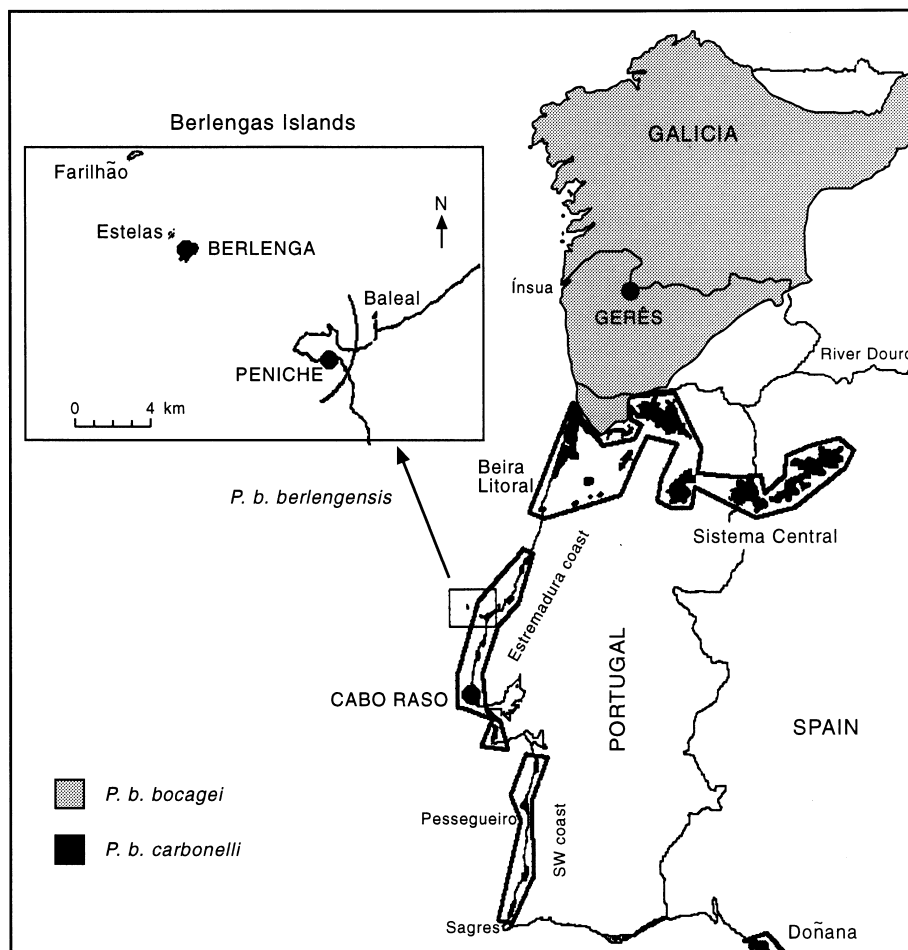 Berlengas Islands
Farilhão
Estelas
BERLENGA
N
Baleal
PENICHE
0 4 km
P. b. berlengensis
GALICIA
Ínsua
GERÊS
River Douro
Beira
Litoral
Sistema Central
Estremadura coast
CABO RASO
PORTUGAL
SPAIN
P. b. bocagei
P. b. carbonelli
Pessegueiro
SW coast
Sagres
Doñana